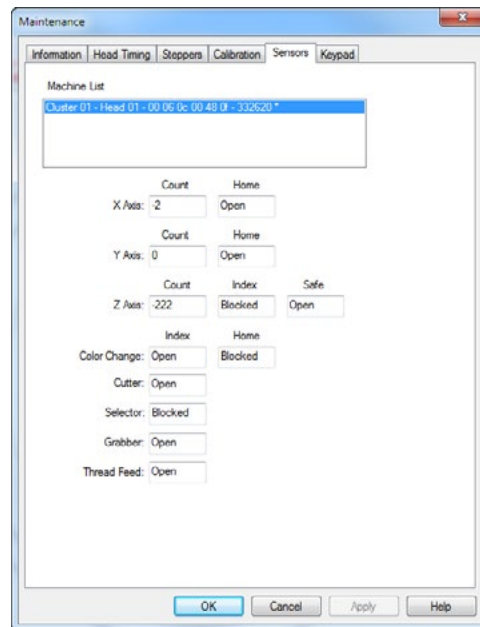 Maintenance
Information Head Timing Steppers Calibration Sensors Keypad
Machine List
Cluster 01 - Head 01 - 00 06 0c 00 48 0f - 332620 *
Count Home
X Axis: -2 Open
Count Home
Y Axis: 0 Open
Count Index Safe
Z Axis: -222 Blocked Open
Index Home
Color Change: Open Blocked
Cutter: Open
Selector: Blocked
Grabber: Open
Thread Feed: Open
OK Cancel Apply Help